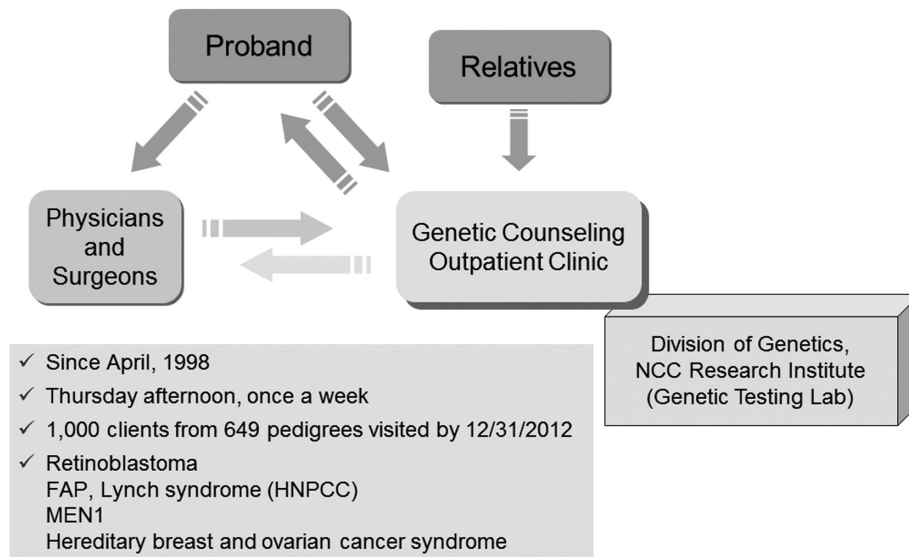 Proband
Relatives
Physicians
and
Surgeons
Genetic Counseling
Outpatient Clinic
Division of Genetics,
NCC Research Institute
(Genetic Testing Lab)
✓ Since April, 1998
✓ Thursday afternoon, once a week
✓ 1,000 clients from 649 pedigrees visited by 12/31/2012
✓ Retinoblastoma
FAP, Lynch syndrome (HNPCC)
MEN1
Hereditary breast and ovarian cancer syndrome